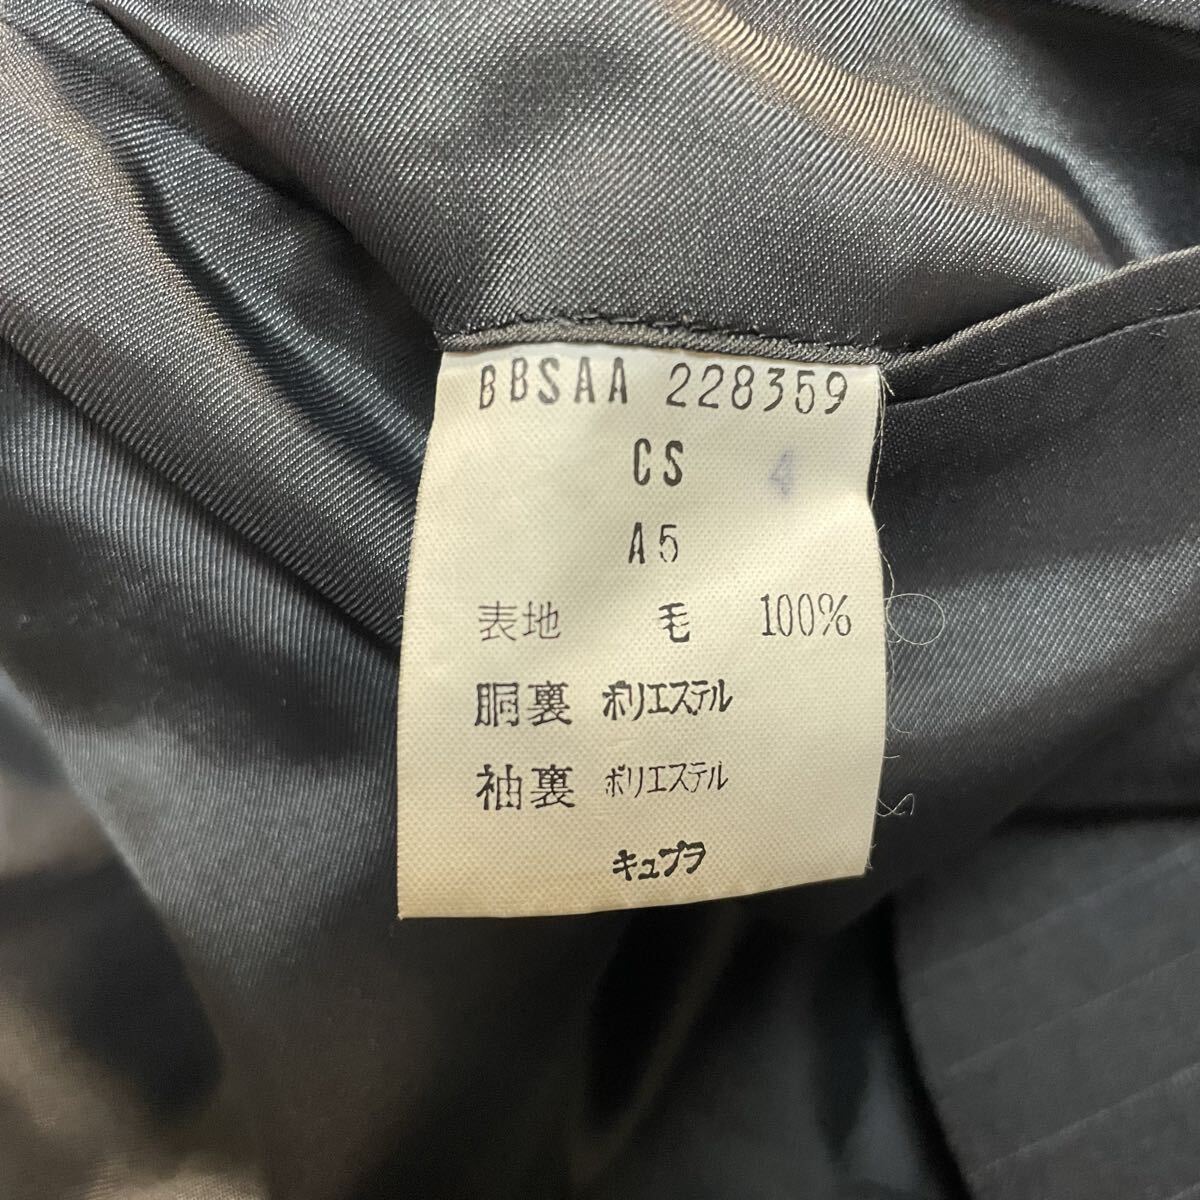 BBSAA 228359
CS 4
A5
表地 毛 100%
胴裏 ポリエステル
袖裏 ポリエステル
キュプラ